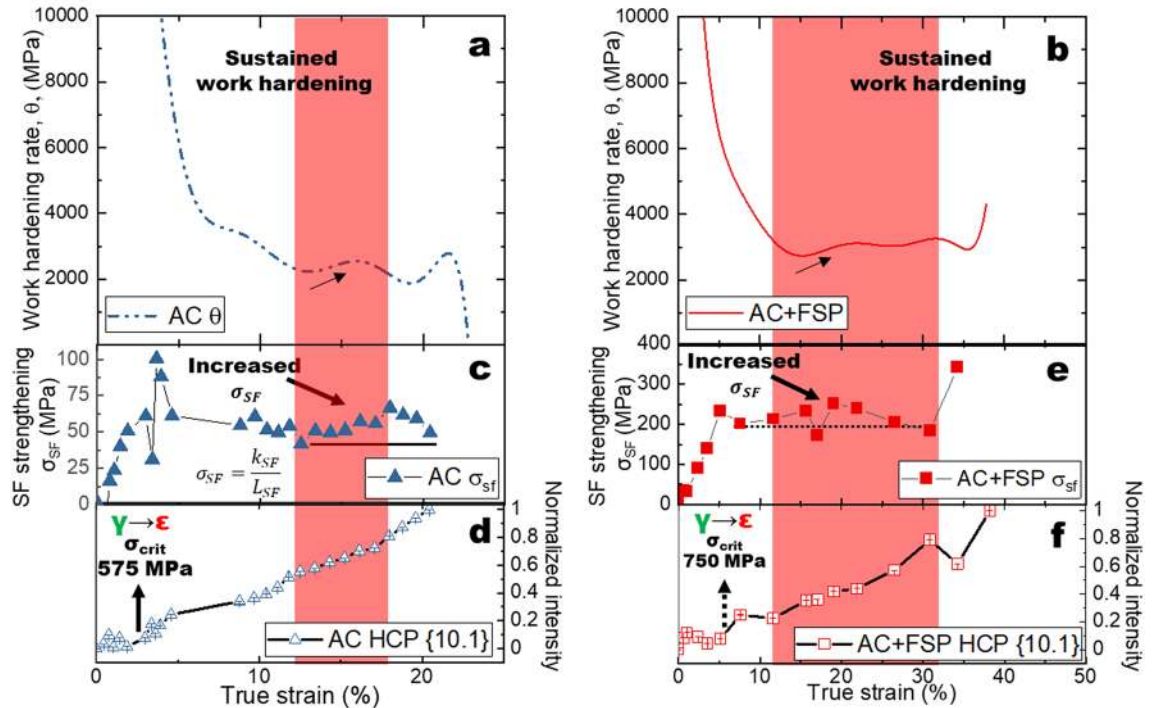 10000
8000
6000
4000
2000
0
Work hardening rate, θ, (MPa)
a
Sustained
work hardening
AC θ
100
75
50
25
0
SF strengthening
σSF (MPa)
c
Increased
σSF
σSF = kSF / LSF
AC σsf
γ→ε
σcrit
575 MPa
d
AC HCP {10.1}
1
0.8
0.6
0.4
0.2
0
Normalized intensity
0 10 20
True strain (%)
10000
8000
6000
4000
2000
400
Work hardening rate, θ, (MPa)
b
Sustained
work hardening
AC+FSP
300
200
100
0
SF strengthening
σSF (MPa)
e
Increased
σSF
AC+FSP σsf
γ→ε
σcrit
750 MPa
f
AC+FSP HCP {10.1}
1
0.8
0.6
0.4
0.2
0
Normalized intensity
0 10 20 30 40 50
True strain (%)